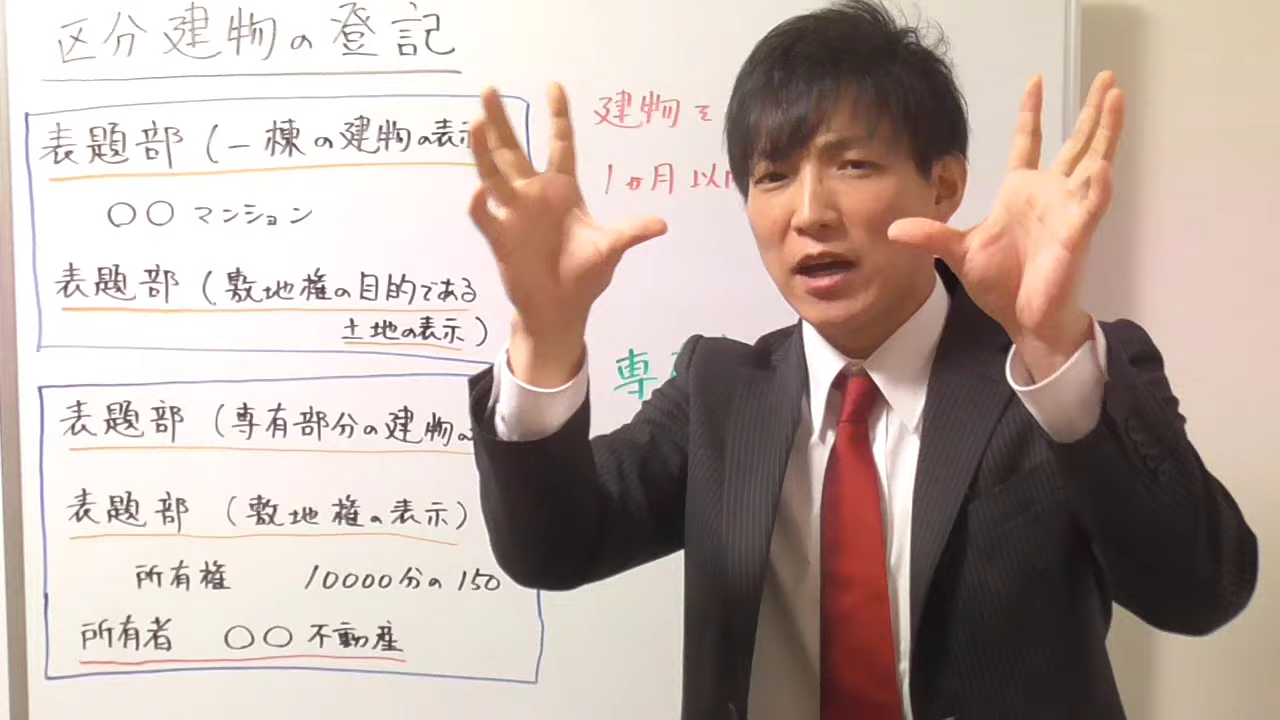 区分建物の登記
表題部(一棟の建物の表示
〇〇マンション
表題部(敷地権の目的である
土地の表示)
表題部(専有部分の建物の
表題部(敷地権の表示)
所有権 10000分の150
所有者 〇〇不動産
建物を
1ヵ月以内
専